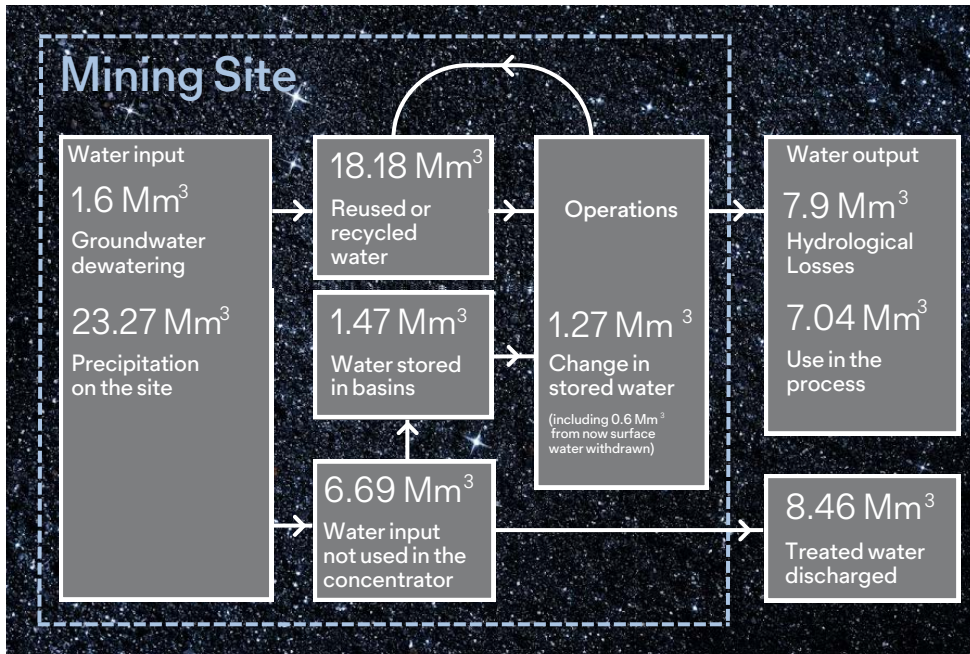 Mining Site
Water input
1.6 Mm³
Groundwater
dewatering
23.27 Mm³
Precipitation
on the site
18.18 Mm³
Reused or
recycled
water
1.47 Mm³
Water stored
in basins
6.69 Mm³
Water input
not used in the
concentrator
Operations
1.27 Mm ³
Change in
stored water
(including 0.6 Mm ³
from now surface
water withdrawn)
Water output
7.9 Mm ³
Hydrological
Losses
7.04 Mm³
Use in the
process
8.46 Mm³
Treated water
discharged